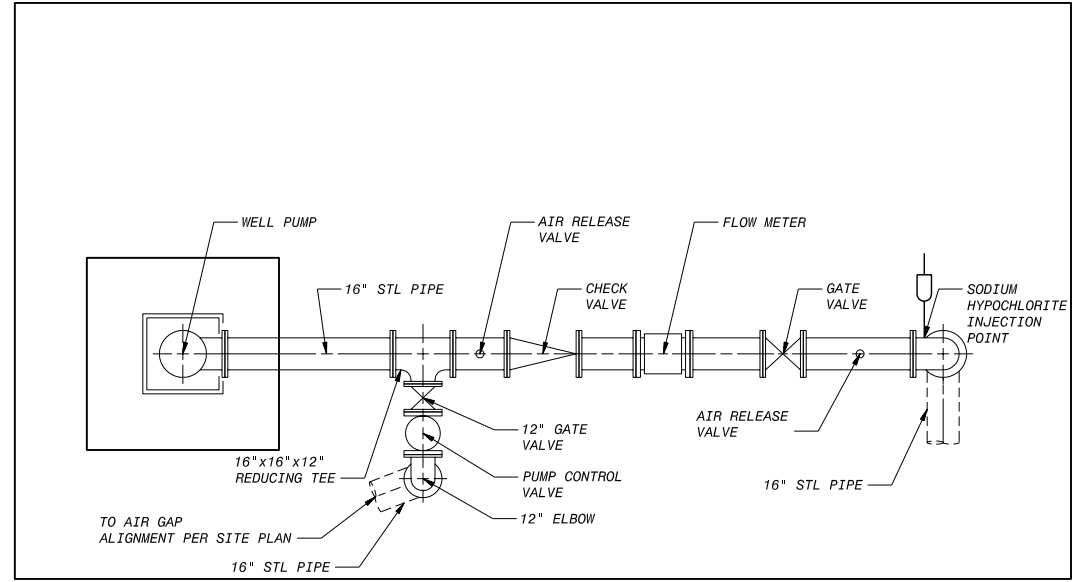 WELL PUMP
AIR RELEASE
VALVE
FLOW METER
16" STL PIPE
CHECK
VALVE
GATE
VALVE
SODIUM
HYPOCHLORITE
INJECTION
POINT
AIR RELEASE
VALVE
12" GATE
VALVE
16"x16"x12"
REDUCING TEE
PUMP CONTROL
VALVE
16" STL PIPE
12" ELBOW
TO AIR GAP
ALIGNMENT PER SITE PLAN
16" STL PIPE